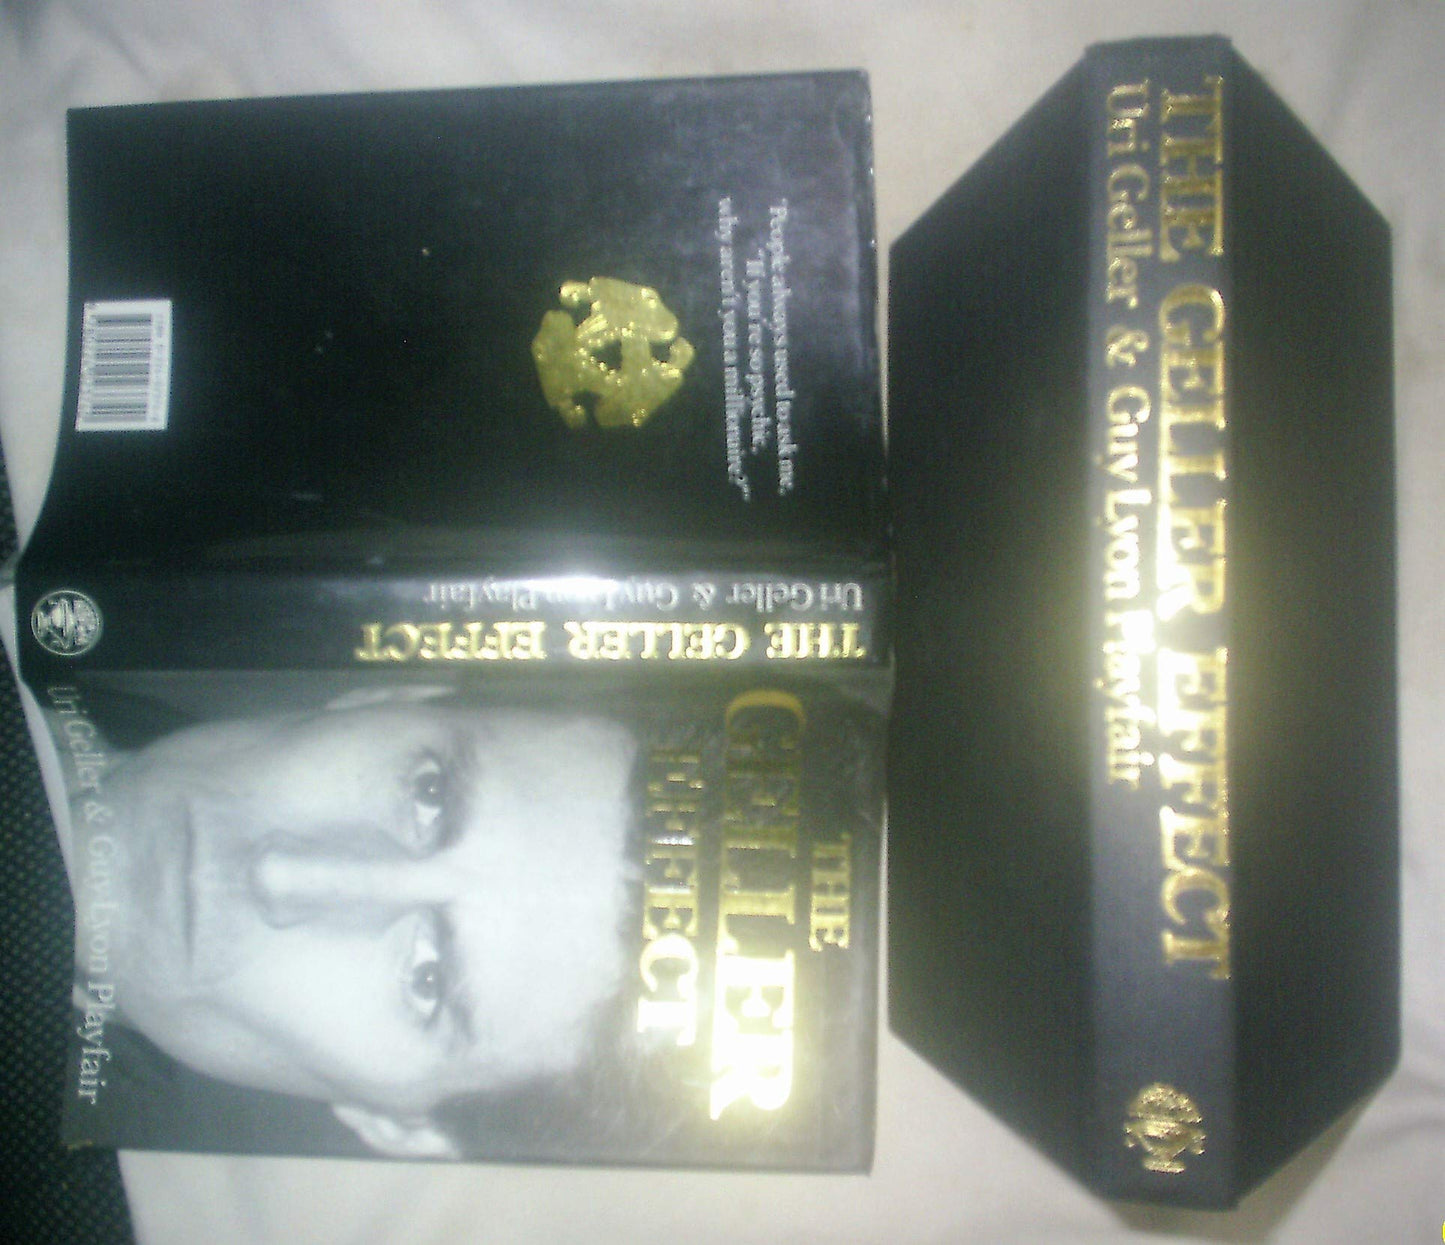 "People always used to ask me,
'If you're so psychic,
why aren't you a millionaire?'"
Uri Geller & Guy Lyon Playfair
THE GELLER EFFECT
THE
GELLER
EFFECT
Uri Geller & Guy Lyon Playfair
THE GELLER EFFECT
Uri Geller & Guy Lyon Playfair